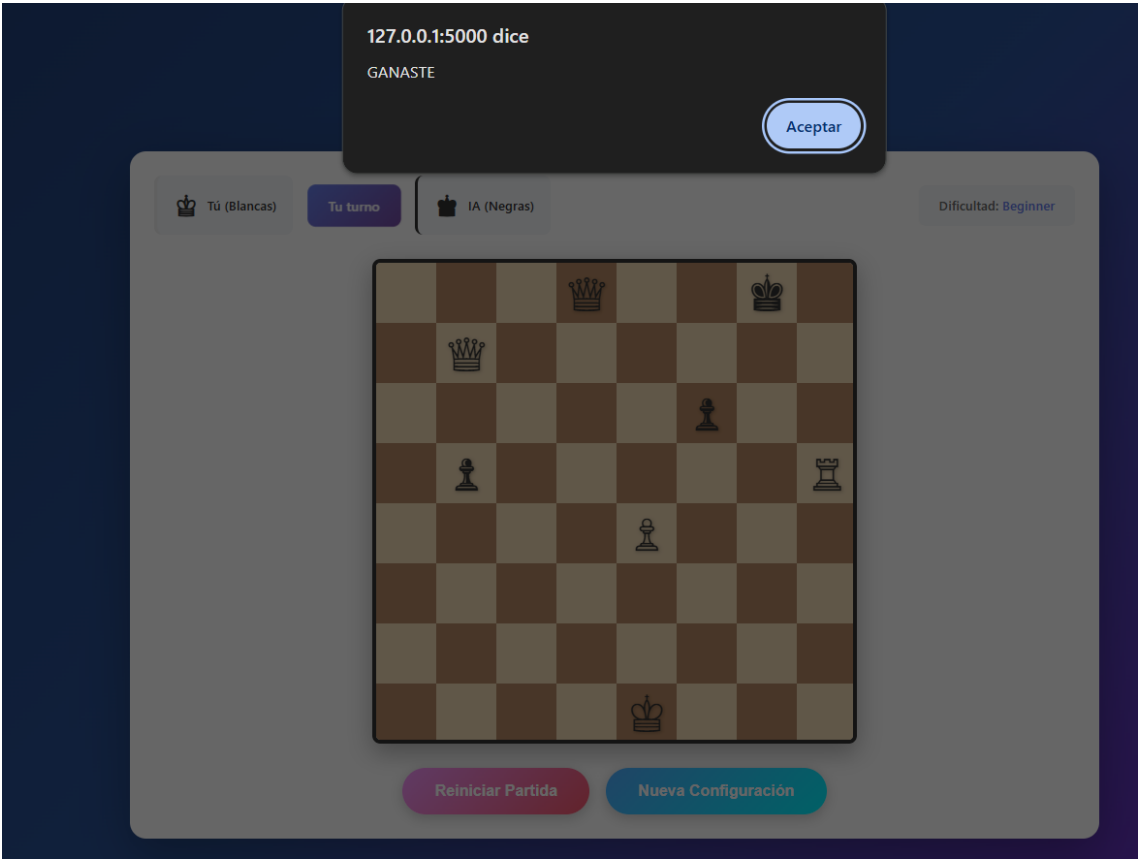 127.0.0.1:5000 dice
GANASTE
Aceptar
Tú (Blancas)
Tu turno
IA (Negras)
Dificultad: Beginner
Reiniciar Partida
Nueva Configuración